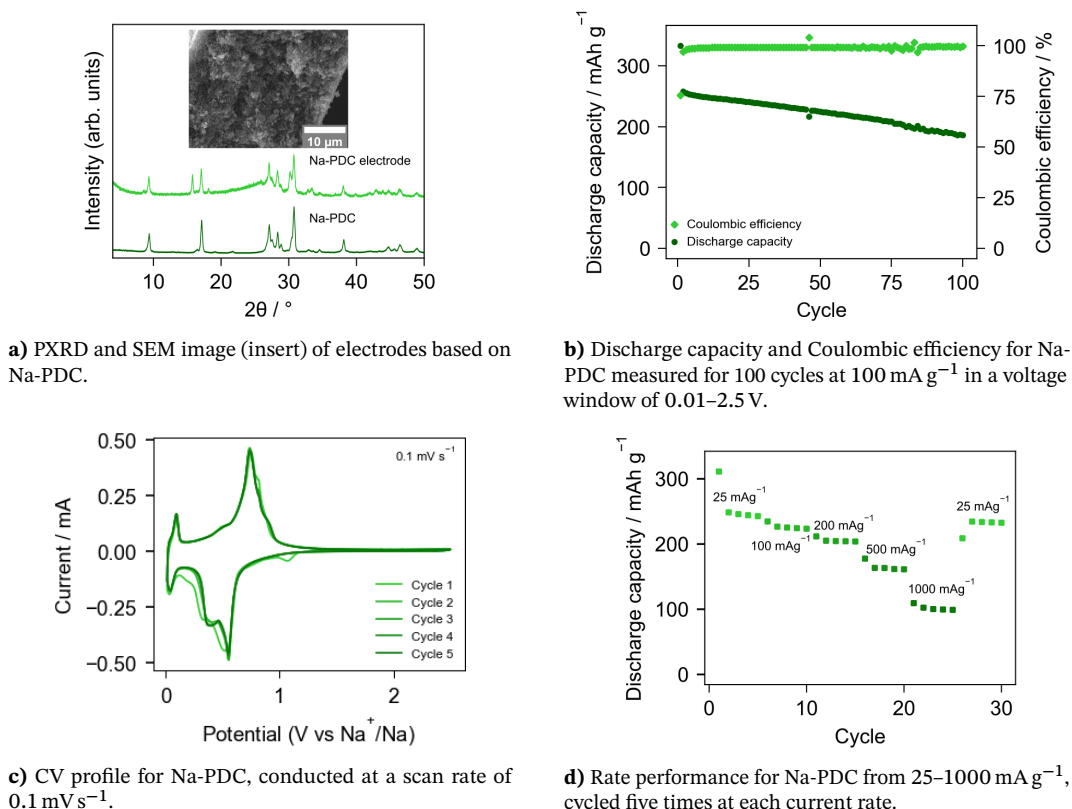 Intensity (arb. units)
10 μm
Na-PDC electrode
Na-PDC
10 20 30 40 50
2θ / °
a) PXRD and SEM image (insert) of electrodes based on
Na-PDC.
Discharge capacity / mAh g⁻¹
300
200
100
0
Coulombic efficiency
Discharge capacity
100
75
50
25
0
Coulombic efficiency / %
0 25 50 75 100
Cycle
b) Discharge capacity and Coulombic efficiency for Na-
PDC measured for 100 cycles at 100 mA g⁻¹ in a voltage
window of 0.01–2.5 V.
Current / mA
0.50
0.25
0.00
−0.25
−0.50
0.1 mV s⁻¹
Cycle 1
Cycle 2
Cycle 3
Cycle 4
Cycle 5
0 1 2
Potential (V vs Na⁺/Na)
c) CV profile for Na-PDC, conducted at a scan rate of
0.1 mV s⁻¹.
Discharge capacity / mAh g⁻¹
300
200
100
0
25 mAg⁻¹
100 mAg⁻¹
200 mAg⁻¹
500 mAg⁻¹
1000 mAg⁻¹
25 mAg⁻¹
0 10 20 30
Cycle
d) Rate performance for Na-PDC from 25–1000 mA g⁻¹,
cycled five times at each current rate.